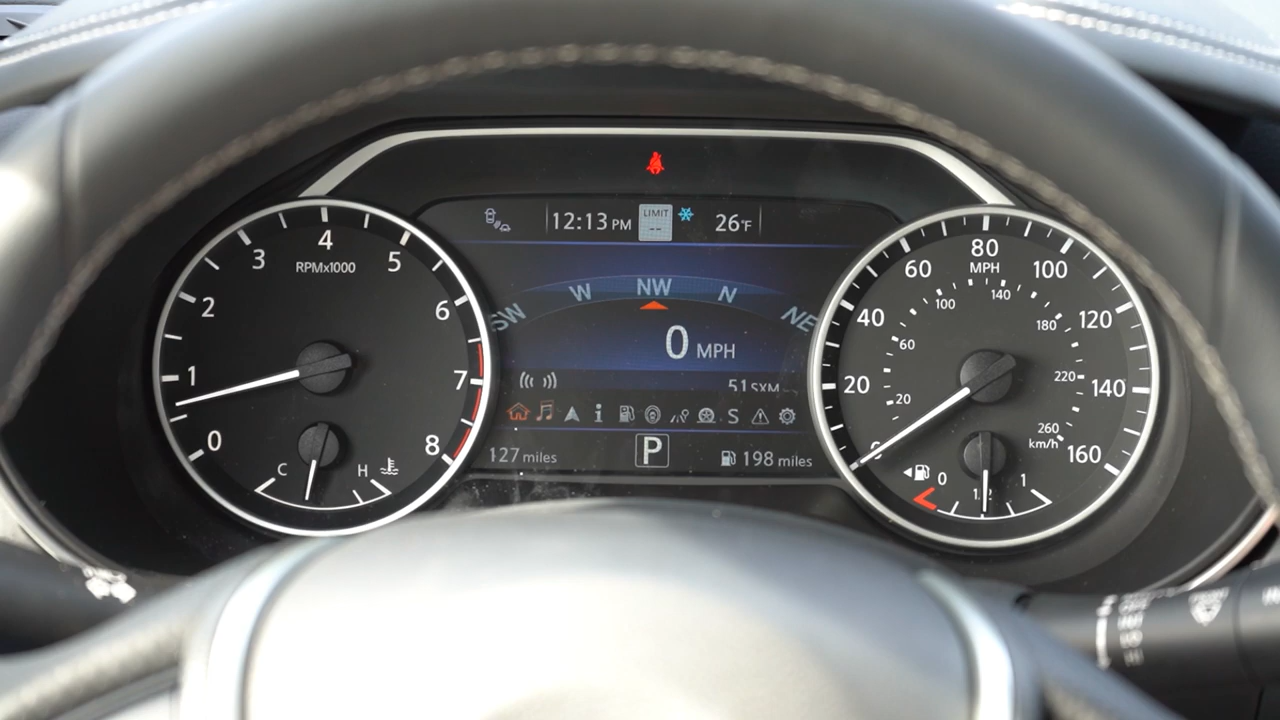 12:13 PM
LIMIT
--
26°F
SW W NW N NE
0 MPH
51 SXM
S
127 miles
P
198 miles
0
1
2
3
4
5
6
7
8
RPMx1000
C
H
20
40
60
80
100
120
140
160
MPH
20
60
100
140
180
220
260
km/h
0
1